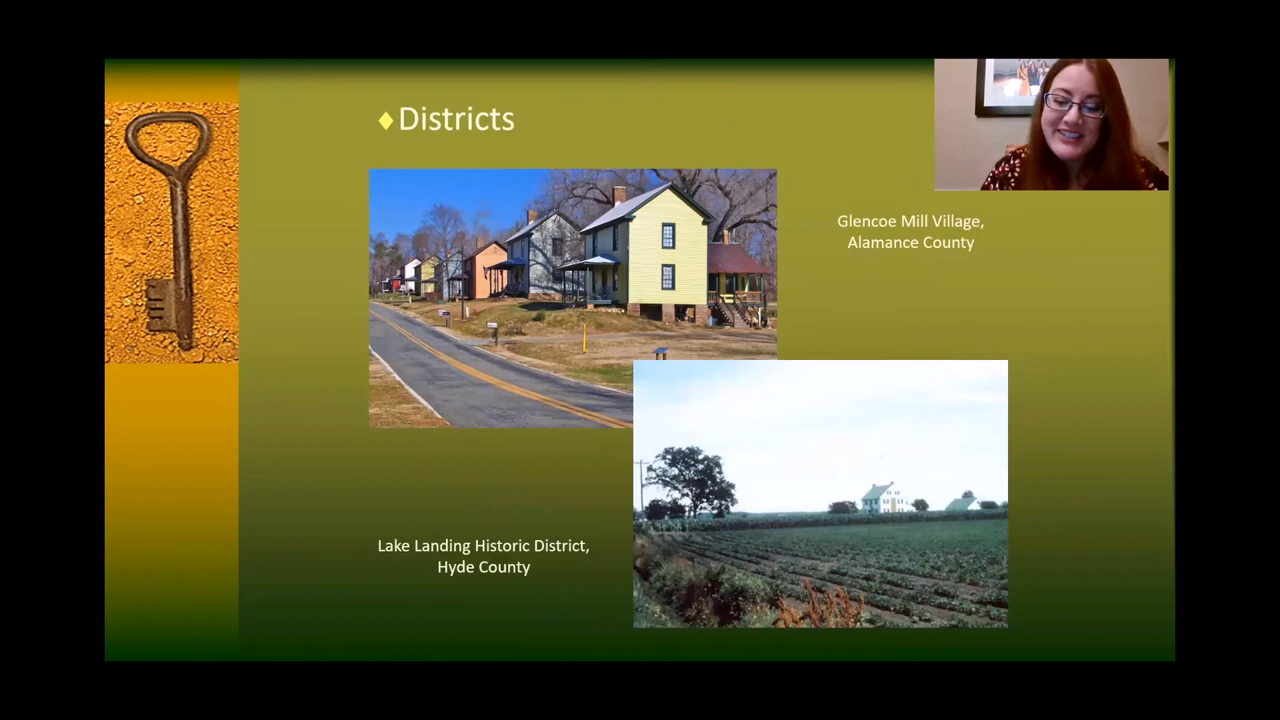 Districts
Glencoe Mill Village,
Alamance County
Lake Landing Historic District,
Hyde County